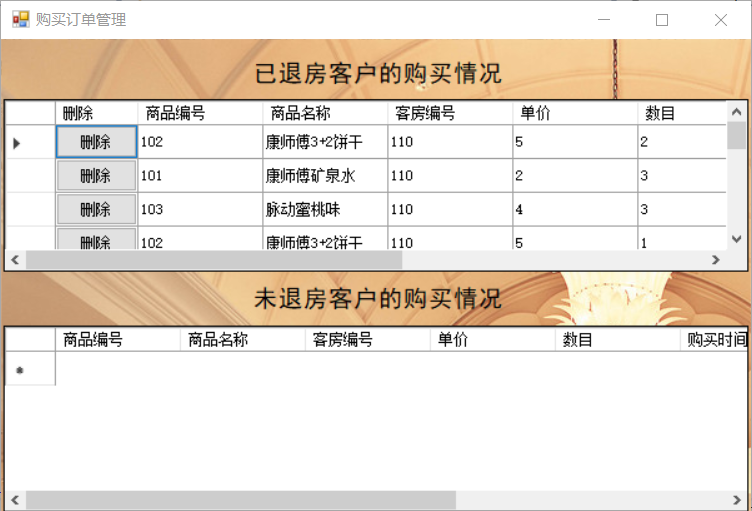 购买订单管理
已退房客户的购买情况
删除 商品编号 商品名称 客房编号 单价 数目
删除 102 康师傅3+2饼干 110 5 2
删除 101 康师傅矿泉水 110 2 3
删除 103 脉动蜜桃味 110 4 3
删除 102 康师傅3+2饼干 110 5 1
未退房客户的购买情况
商品编号 商品名称 客房编号 单价 数目 购买时间